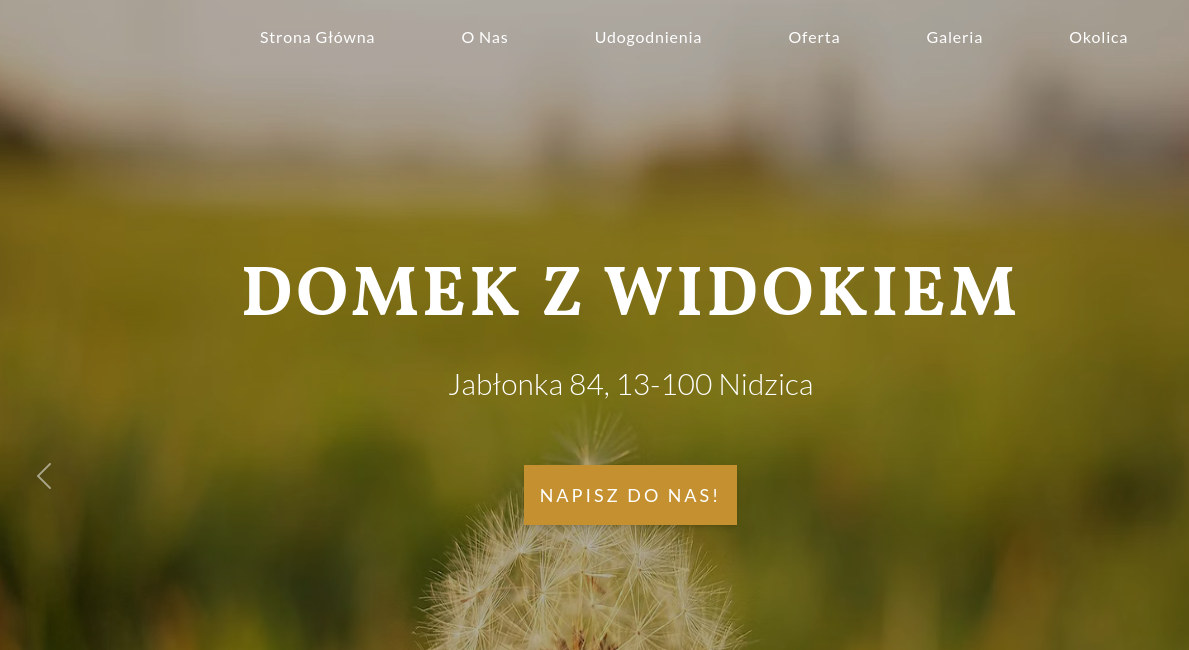 Strona Główna O Nas Udogodnienia Oferta Galeria Okolica
DOMEK Z WIDOKIEM
Jabłonka 84, 13-100 Nidzica
NAPISZ DO NAS!